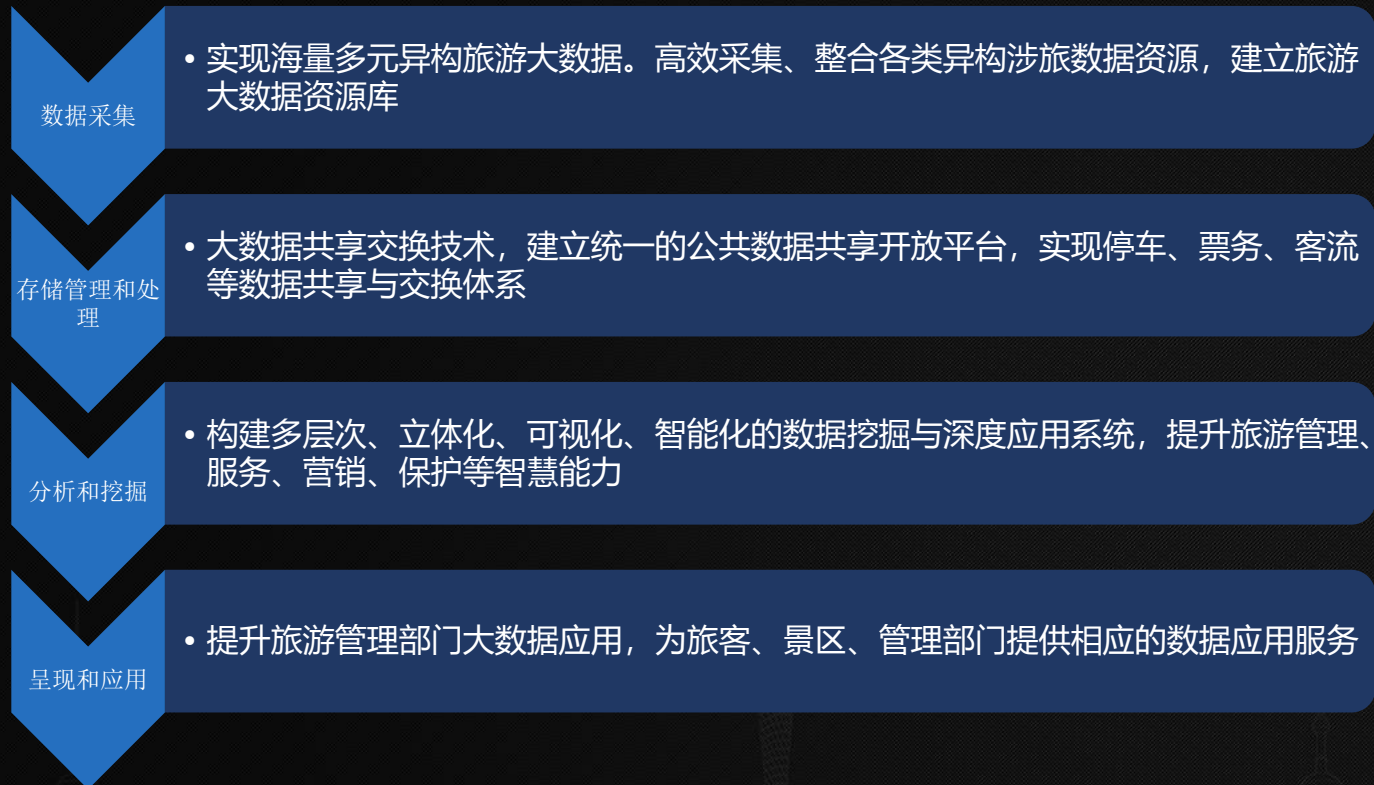 数据采集
• 实现海量多元异构旅游大数据。高效采集、整合各类异构涉旅数据资源，建立旅游
大数据资源库
存储管理和处
理
• 大数据共享交换技术，建立统一的公共数据共享开放平台，实现停车、票务、客流
等数据共享与交换体系
分析和挖掘
• 构建多层次、立体化、可视化、智能化的数据挖掘与深度应用系统，提升旅游管理、
服务、营销、保护等智慧能力
呈现和应用
• 提升旅游管理部门大数据应用，为旅客、景区、管理部门提供相应的数据应用服务